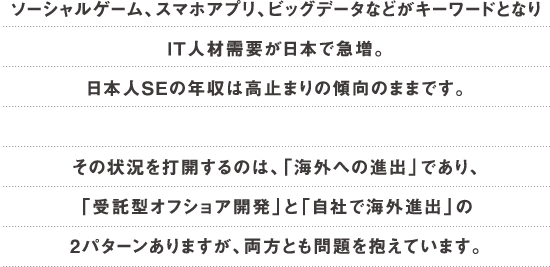 ソーシャルゲーム、スマホアプリ、ビッグデータなどがキーワードとなり
IT人材需要が日本で急増。
日本人SEの年収は高止まりの傾向のままです。
その状況を打開するのは、「海外への進出」であり、
「受託型オフショア開発」と「自社で海外進出」の
2パターンありますが、両方とも問題を抱えています。